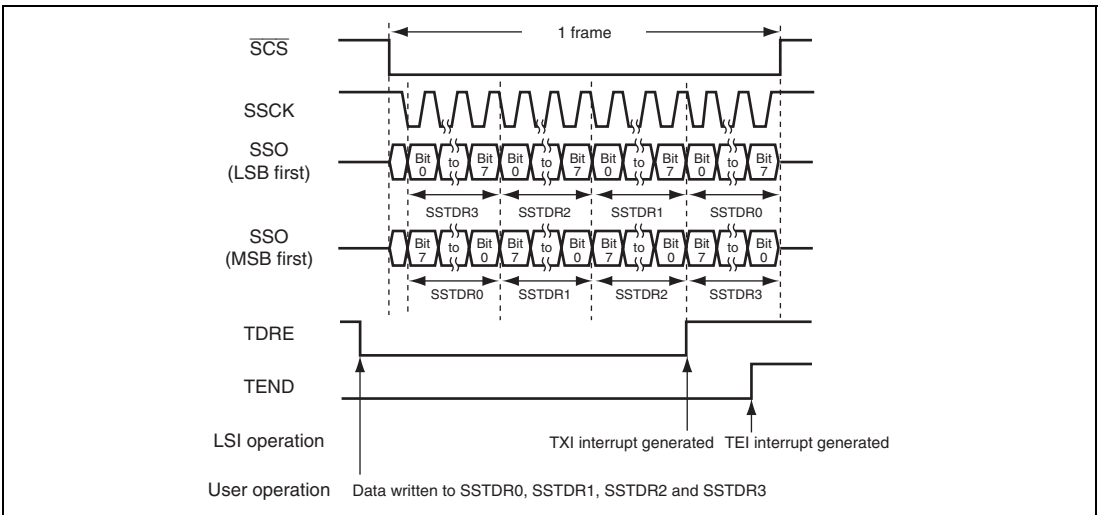 1 frame
SCS
SSCK
SSO
(LSB first)
Bit 0 to Bit 7 Bit 0 to Bit 7 Bit 0 to Bit 7 Bit 0 to Bit 7
SSTDR3 SSTDR2 SSTDR1 SSTDR0
SSO
(MSB first)
Bit 7 to Bit 0 Bit 7 to Bit 0 Bit 7 to Bit 0 Bit 7 to Bit 0
SSTDR0 SSTDR1 SSTDR2 SSTDR3
TDRE
TEND
LSI operation TXI interrupt generated TEI interrupt generated
User operation Data written to SSTDR0, SSTDR1, SSTDR2 and SSTDR3